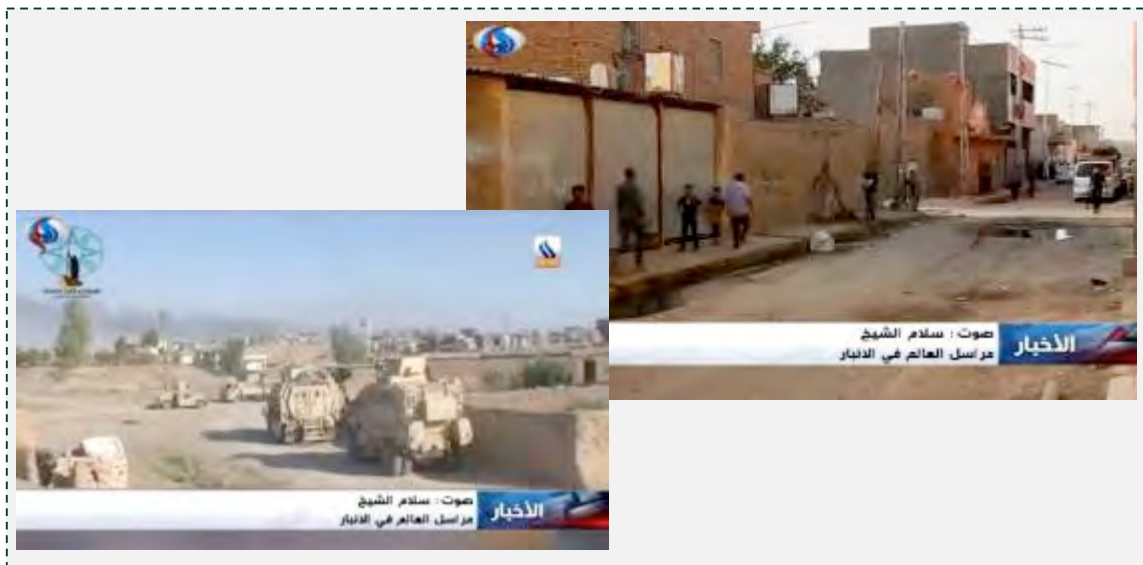 صوت: سلام الشيخ
مراسل العالم في الانبار
الأخبار
صوت: سلام الشيخ
مراسل العالم في الانبار
الأخبار